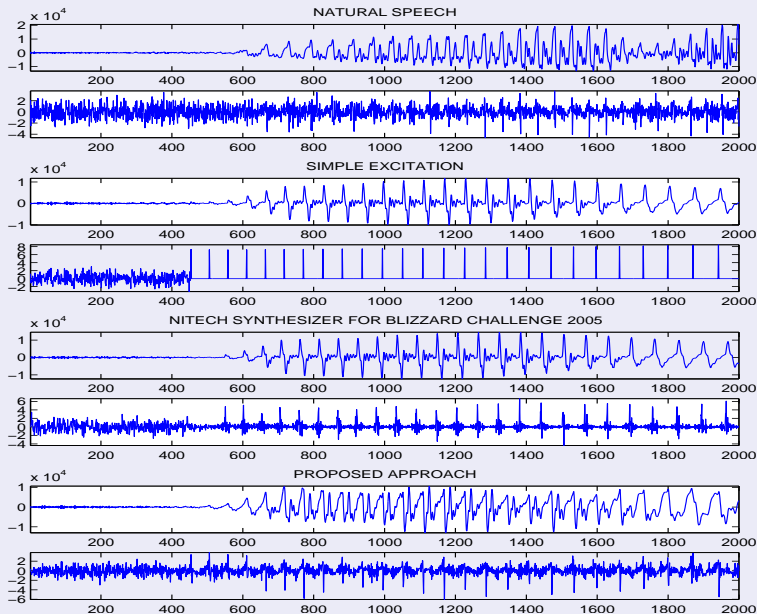 NATURAL SPEECH
x 10^4
2
1
0
-1
200 400 600 800 1000 1200 1400 1600 1800 2000
2
0
-2
-4
200 400 600 800 1000 1200 1400 1600 1800 2000
SIMPLE EXCITATION
x 10^4
1
0
-1
200 400 600 800 1000 1200 1400 1600 1800 2000
8
6
4
2
0
-2
200 400 600 800 1000 1200 1400 1600 1800 2000
NITECH SYNTHESIZER FOR BLIZZARD CHALLENGE 2005
x 10^4
1
0
-1
200 400 600 800 1000 1200 1400 1600 1800 2000
6
4
2
0
-2
-4
200 400 600 800 1000 1200 1400 1600 1800 2000
PROPOSED APPROACH
x 10^4
1
0
-1
200 400 600 800 1000 1200 1400 1600 1800 2000
2
0
-2
-4
-6
200 400 600 800 1000 1200 1400 1600 1800 2000